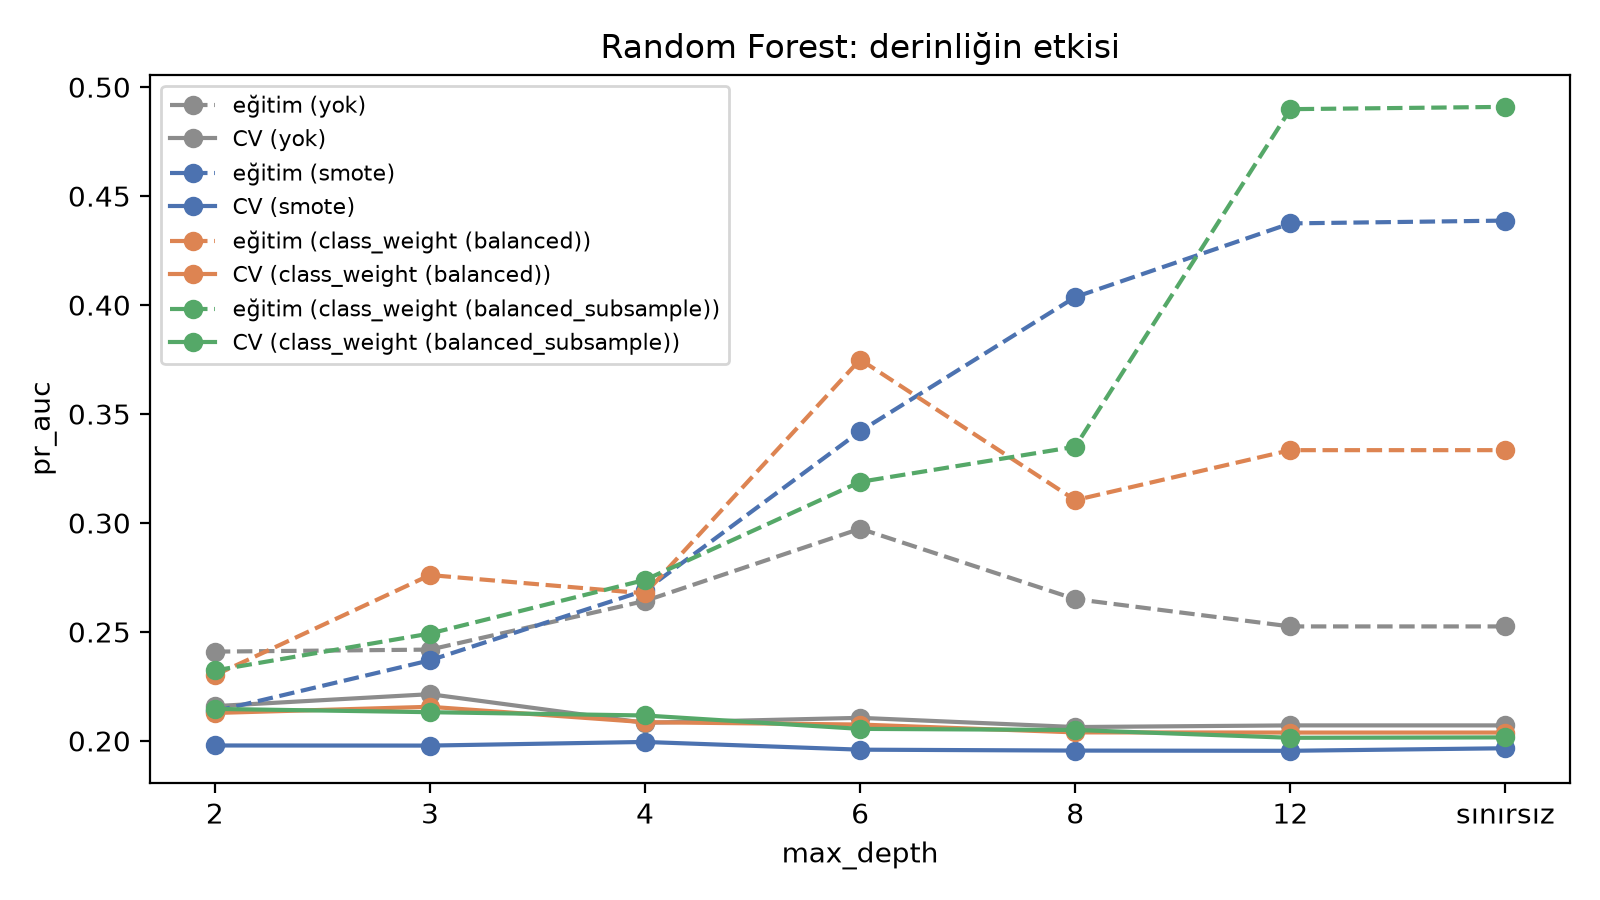 Random Forest: derinliğin etkisi
eğitim (yok)
CV (yok)
eğitim (smote)
CV (smote)
eğitim (class_weight (balanced))
CV (class_weight (balanced))
eğitim (class_weight (balanced_subsample))
CV (class_weight (balanced_subsample))
pr_auc
0.50
0.45
0.40
0.35
0.30
0.25
0.20
2 3 4 6 8 12 sınırsız
max_depth